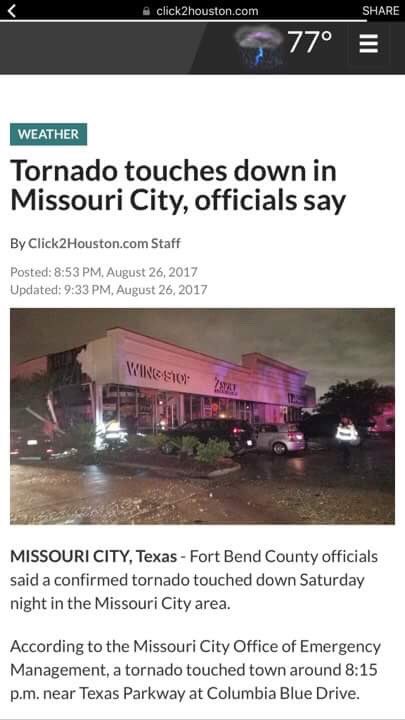 click2houston.com
SHARE
77°
WEATHER
Tornado touches down in
Missouri City, officials say
By Click2Houston.com Staff
Posted: 8:53 PM, August 26, 2017
Updated: 9:33 PM, August 26, 2017
WING STOP
MISSOURI CITY, Texas - Fort Bend County officials
said a confirmed tornado touched down Saturday
night in the Missouri City area.
According to the Missouri City Office of Emergency
Management, a tornado touched town around 8:15
p.m. near Texas Parkway at Columbia Blue Drive.